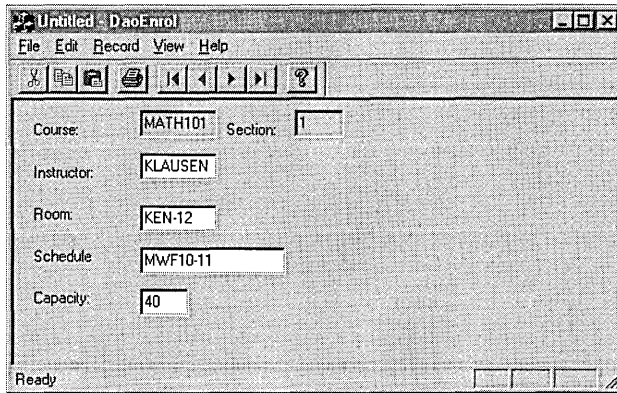 Untitled - DaoEnrol
File Edit Record View Help
Course: MATH101 Section: 1
Instructor: KLAUSEN
Room: KEN-12
Schedule MWF10-11
Capacity: 40
Ready